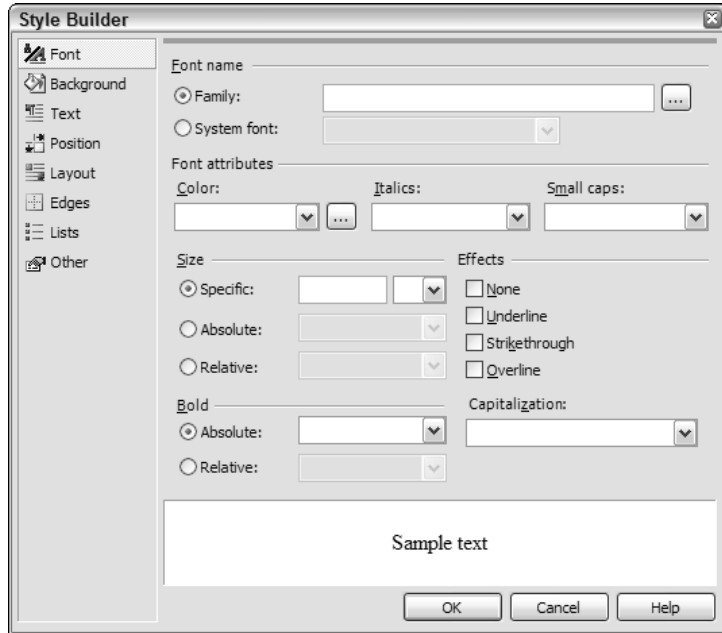 Style Builder
Font
Background
Text
Position
Layout
Edges
Lists
Other
Font name
Family:
...
System font:
Font attributes
Color:
Italics:
Small caps:
...
Size
Effects
Specific:
None
Underline
Absolute:
Strikethrough
Relative:
Overline
Bold
Capitalization:
Absolute:
Relative:
Sample text
OK
Cancel
Help